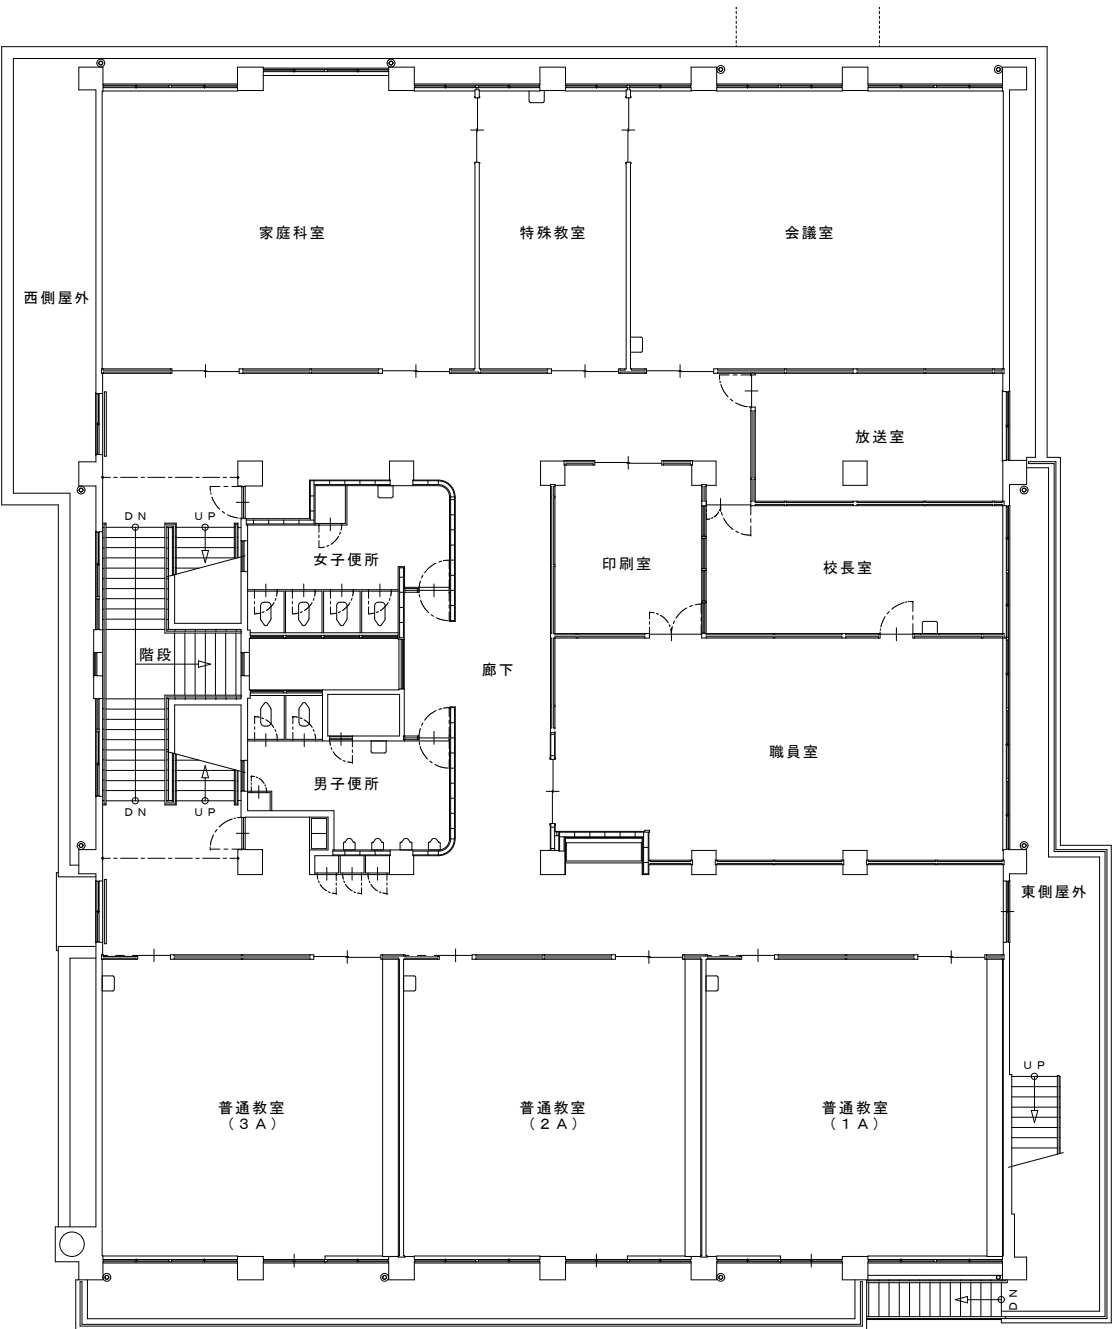 家庭科室
特殊教室
会議室
西側屋外
放送室
DN
UP
女子便所
印刷室
校長室
階段
廊下
職員室
男子便所
DN
UP
東側屋外
UP
普通教室
（3A）
普通教室
（2A）
普通教室
（1A）
DN